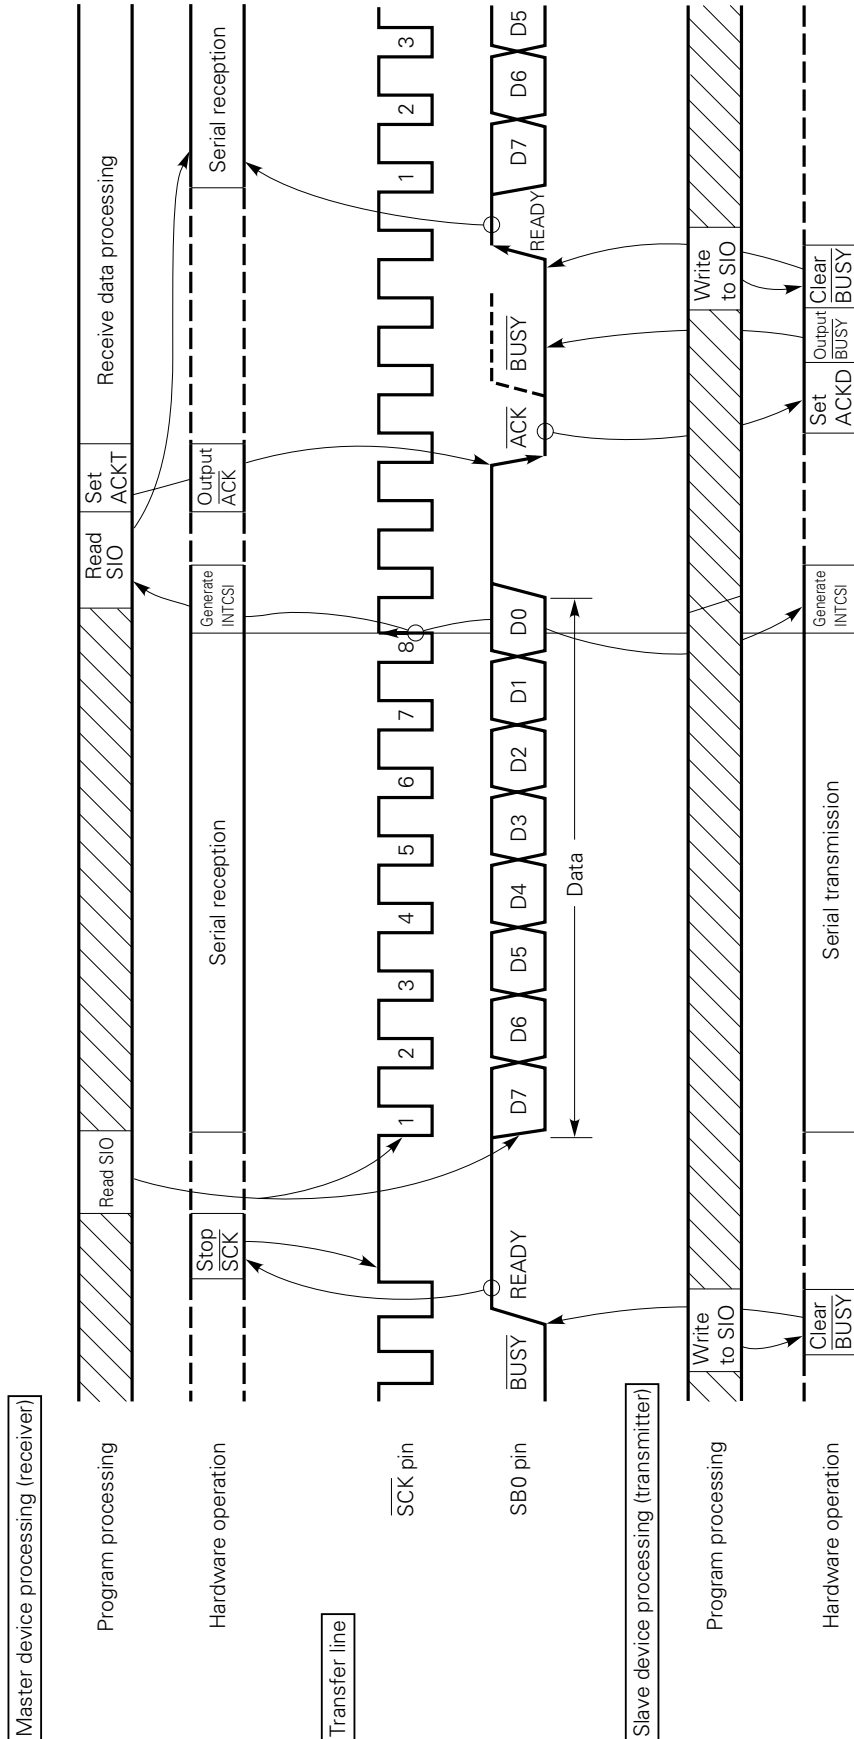 Master device processing (receiver)
Program processing
Read SIO
Read
SIO
Set
ACKT
Receive data processing
Hardware operation
Stop
SCK
Serial reception
Generate
INTCSI
Output
ACK
Serial reception
Transfer line
SCK pin
1
2
3
4
5
6
7
8
1
2
3
SB0 pin
BUSY
READY
D7
D6
D5
D4
D3
D2
D1
D0
ACK
BUSY
READY
D7
D6
D5
Data
Slave device processing (transmitter)
Program processing
Write
to SIO
Write
to SIO
Hardware operation
Clear
BUSY
Serial transmission
Generate
INTCSI
Set
ACKD
Output
BUSY
Clear
BUSY